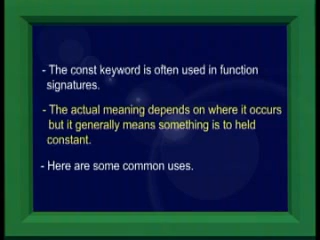 - The const keyword is often used in function
signatures.
- The actual meaning depends on where it occurs
but it generally means something is to held
constant.
- Here are some common uses.